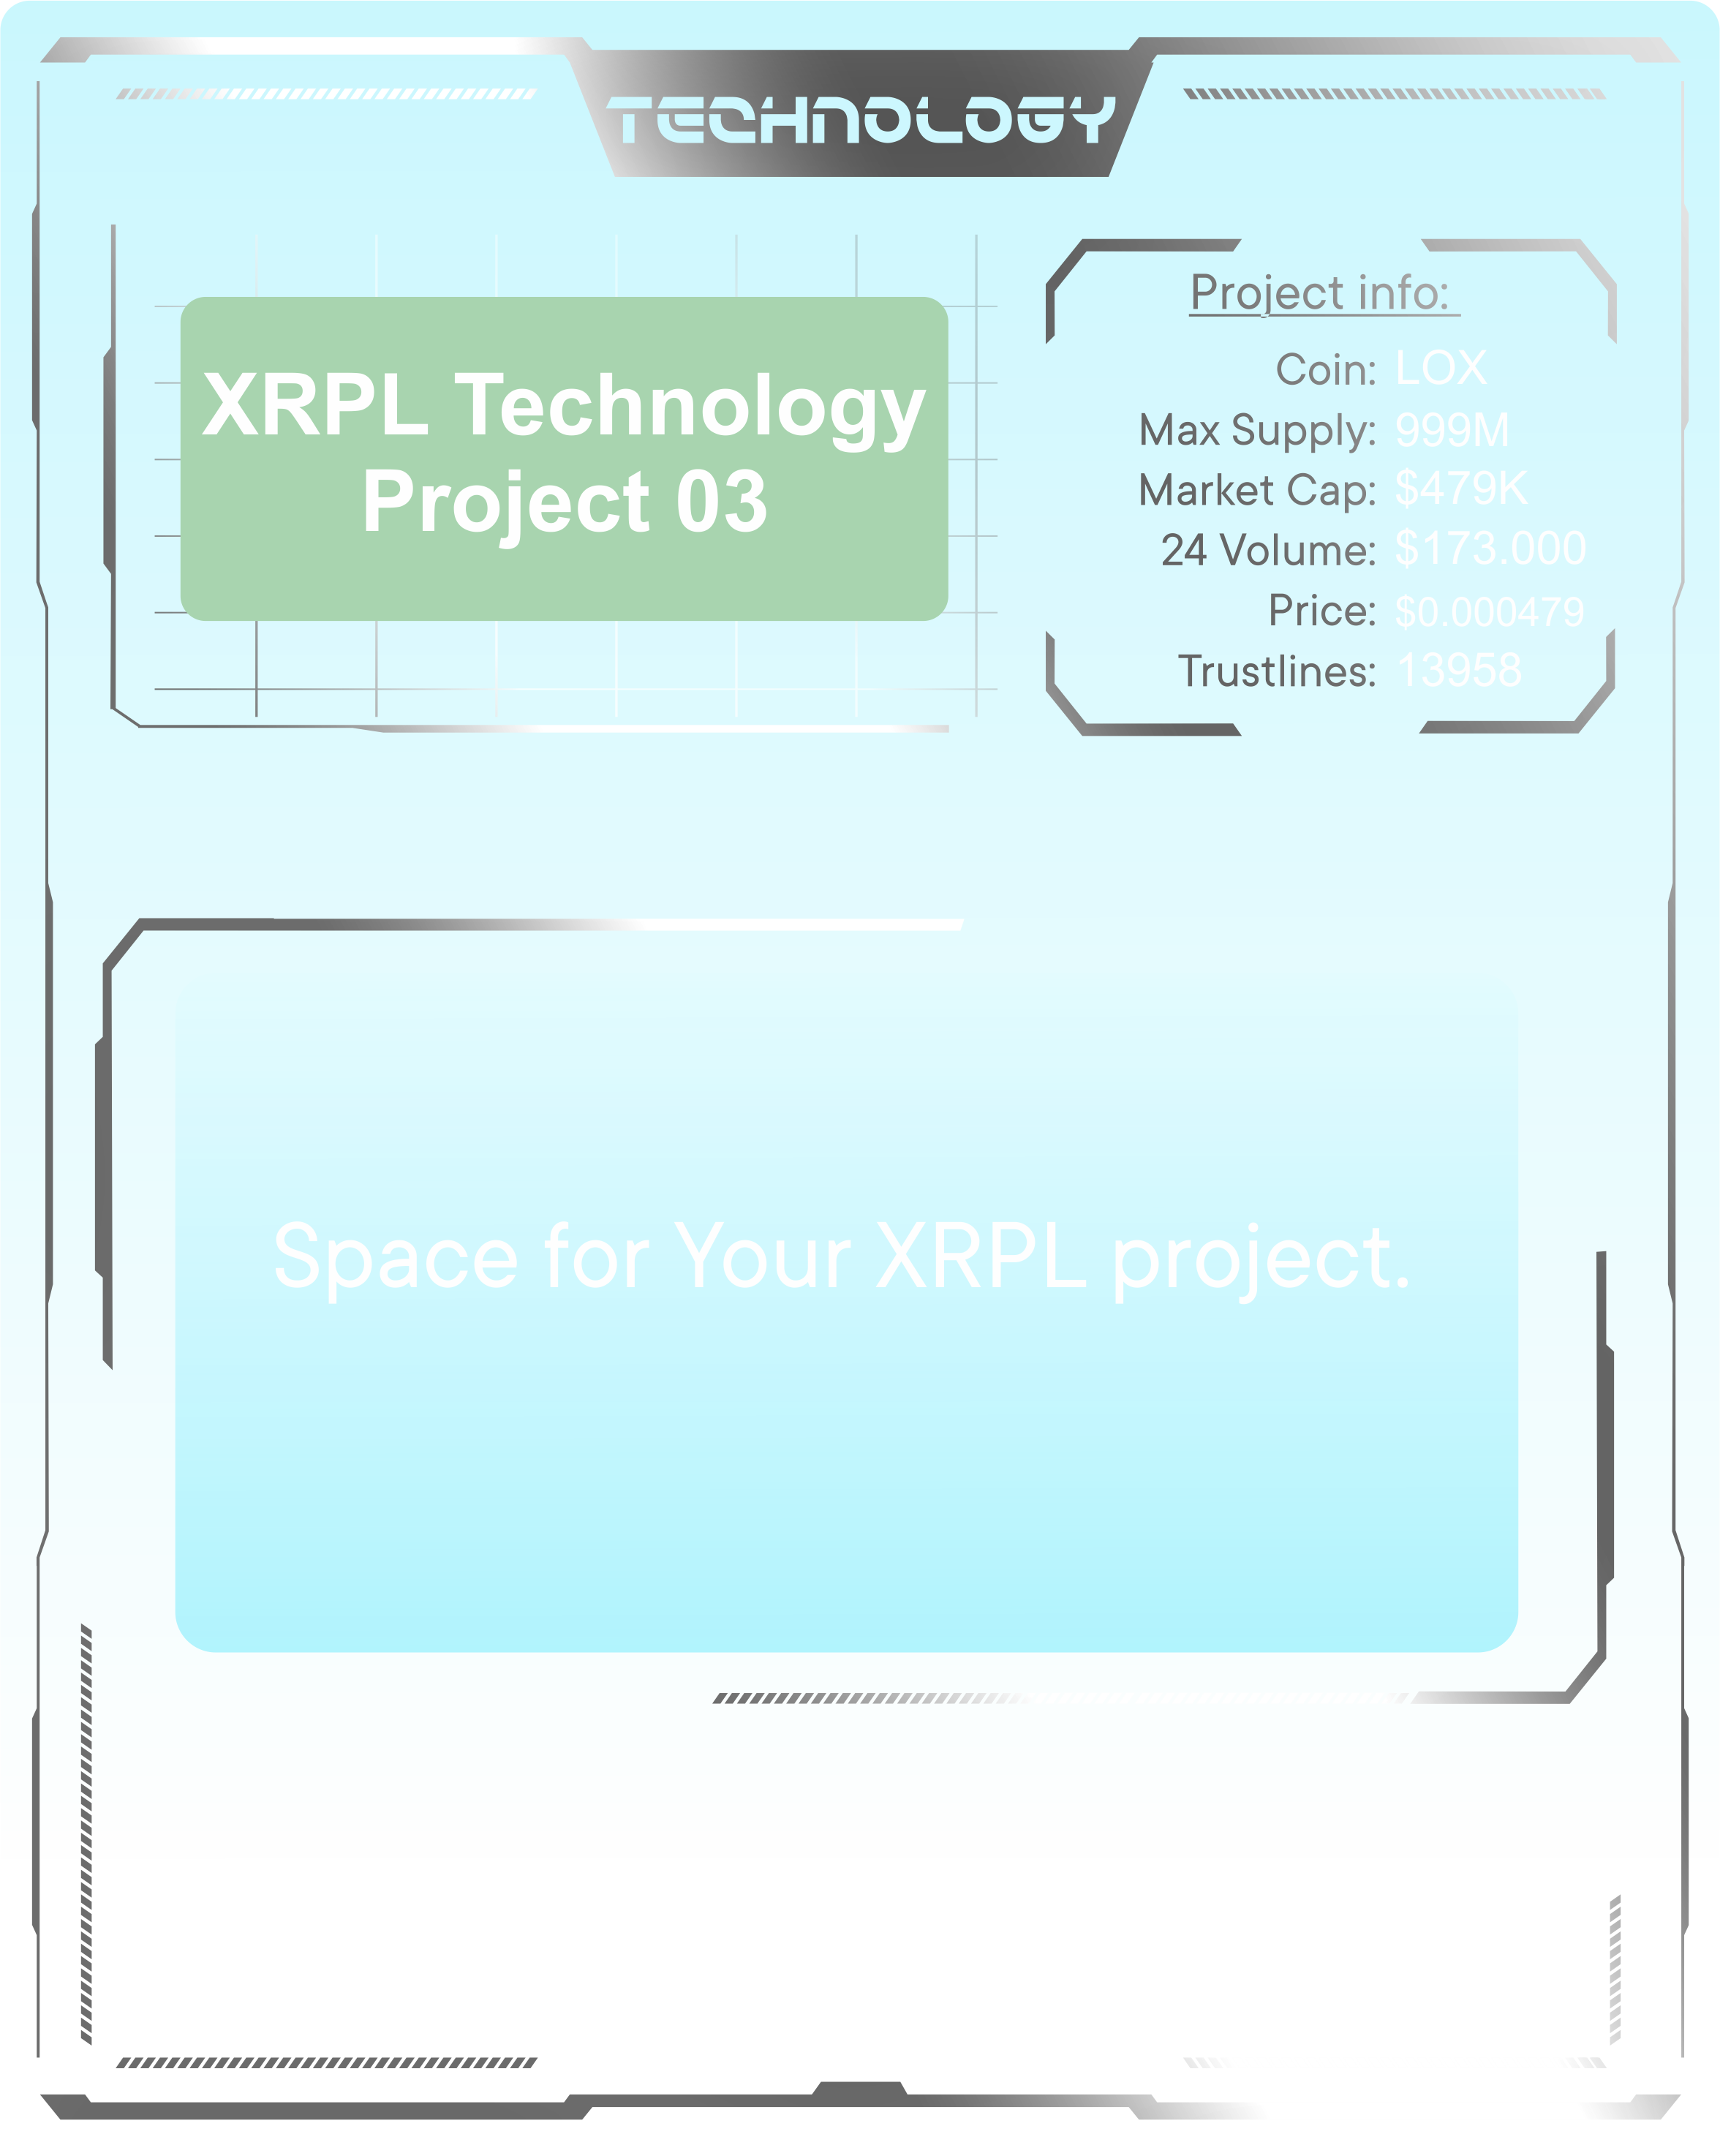 TECHNOLOGY
XRPL Technology
Project 03
Project info:
Coin: LOX
Max Supply: 999M
Market Cap: $479K
24 Volume: $173.000
Price: $0.000479
Trustlines: 13958
Space for Your XRPL project.